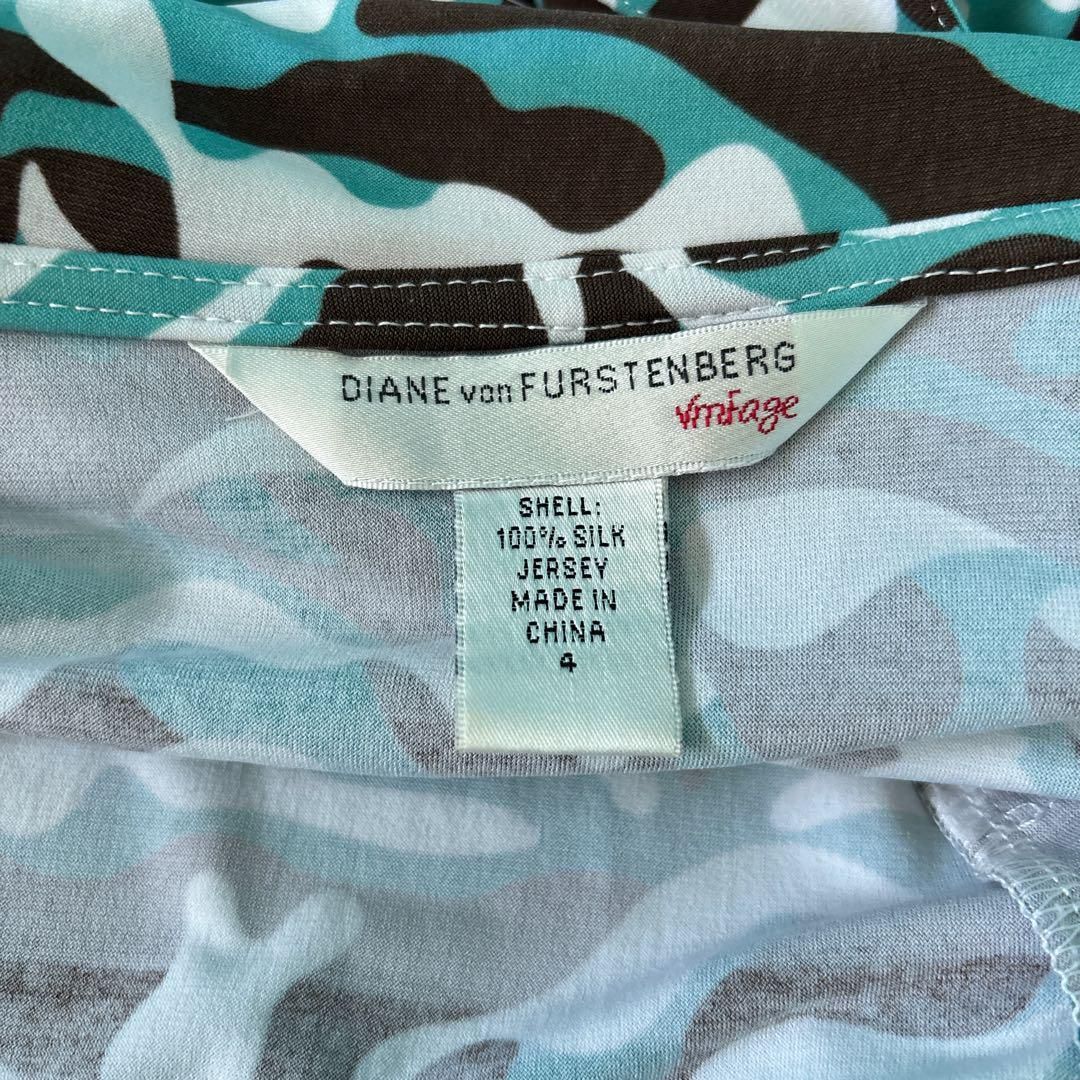 DIANE von FURSTENBERG
Vintage
SHELL:
100% SILK
JERSEY
MADE IN
CHINA
4